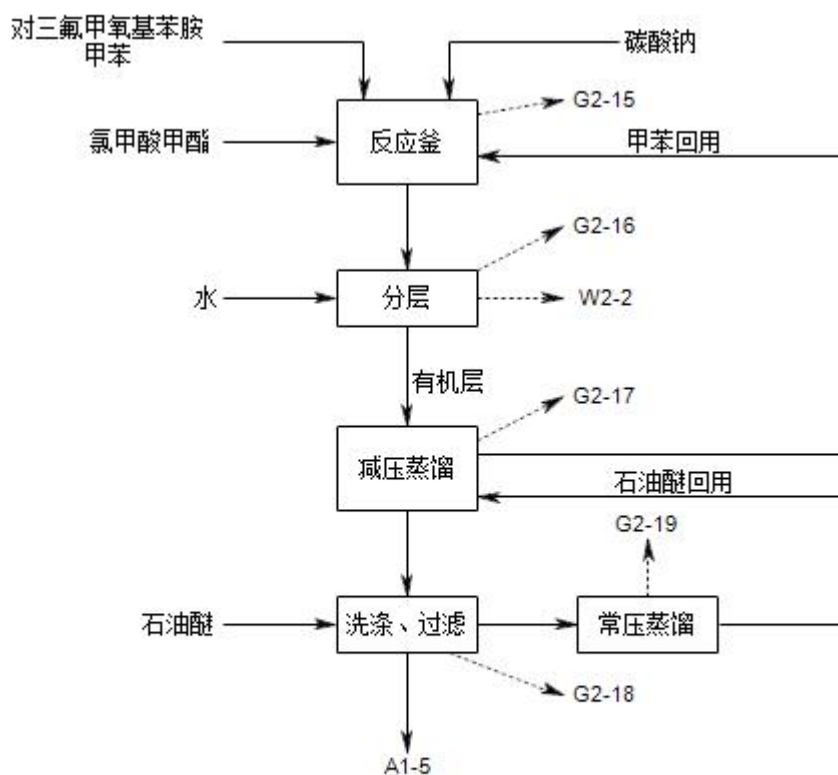 对三氟甲氧基苯胺
甲苯
碳酸钠
G2-15
氯甲酸甲酯
反应釜
甲苯回用
G2-16
水
分层
W2-2
有机层
G2-17
减压蒸馏
石油醚回用
G2-19
石油醚
洗涤、过滤
常压蒸馏
G2-18
A1-5